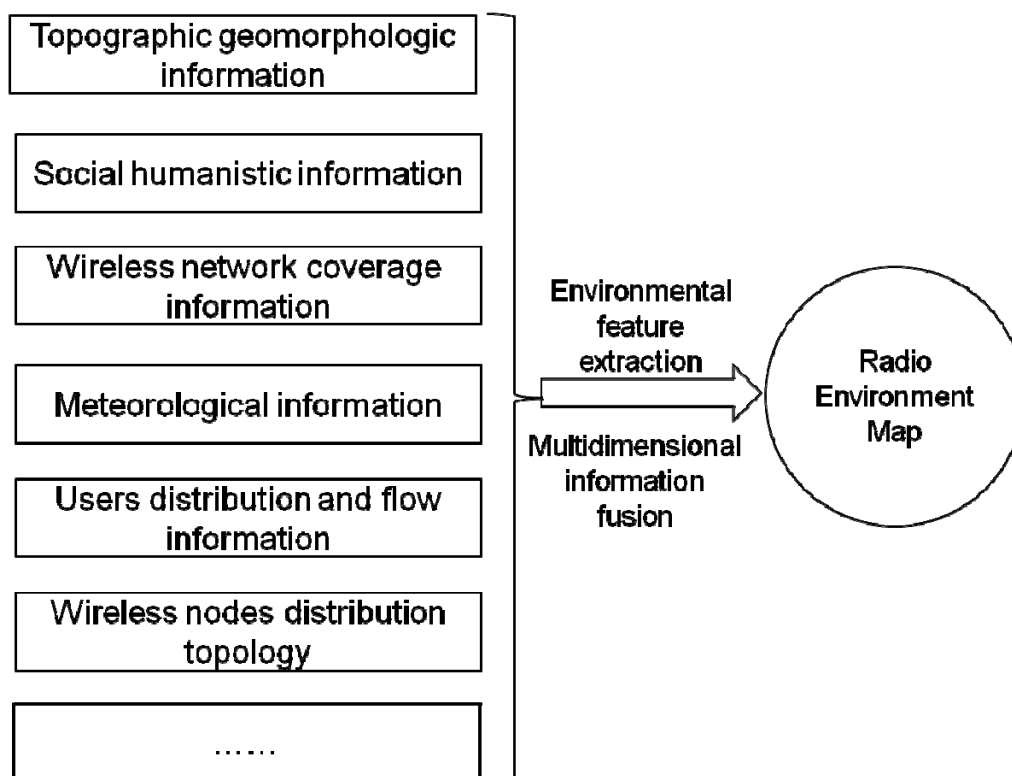 Topographic geomorphologic
information
Social humanistic information
Wireless network coverage
information
Meteorological information
Users distribution and flow
information
Wireless nodes distribution
topology
……
Environmental
feature
extraction
Multidimensional
information
fusion
Radio
Environment
Map